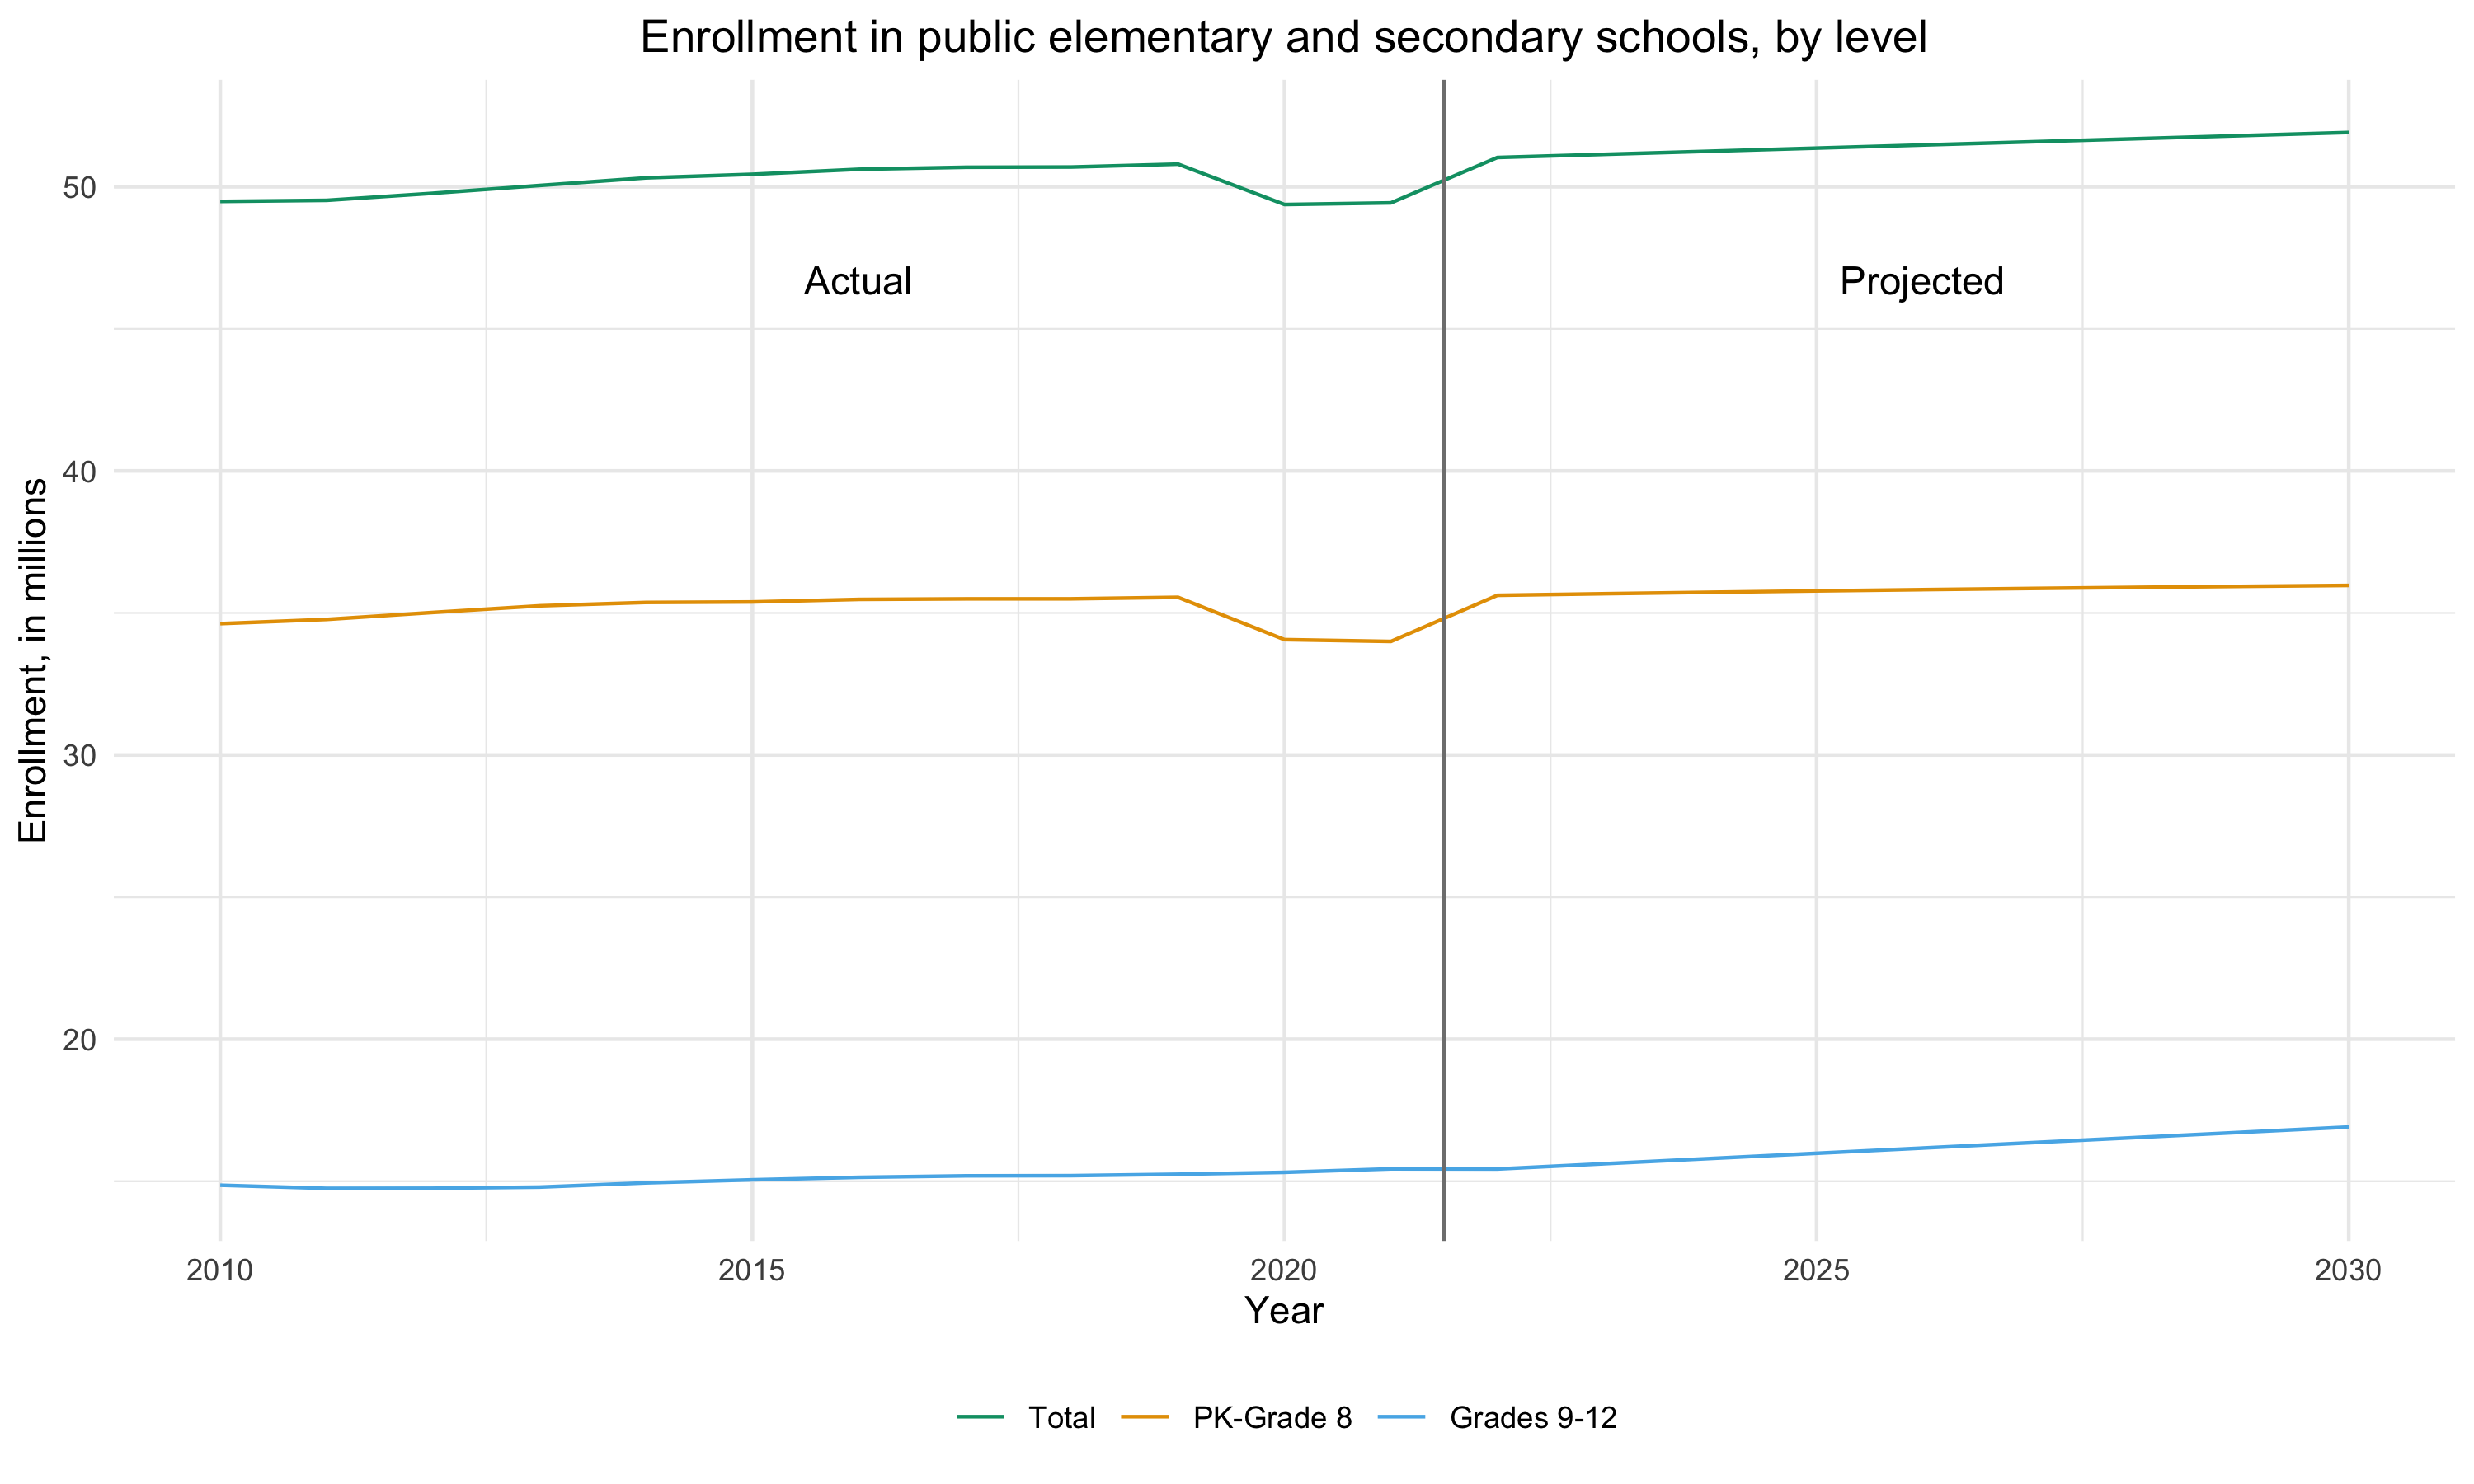 Enrollment in public elementary and secondary schools, by level
Enrollment, in millions
50
40
30
20
Actual
Projected
2010
2015
2020
2025
2030
Year
Total
PK-Grade 8
Grades 9-12